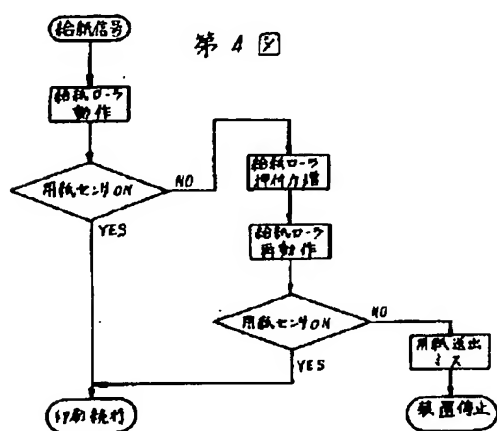 給紙信号
第4図
給紙ローラ
動作
用紙センサON
NO
YES
給紙ローラ
押付力増
給紙ローラ
再動作
用紙センサON
NO
YES
用紙送出
ミス
印刷続行
装置停止